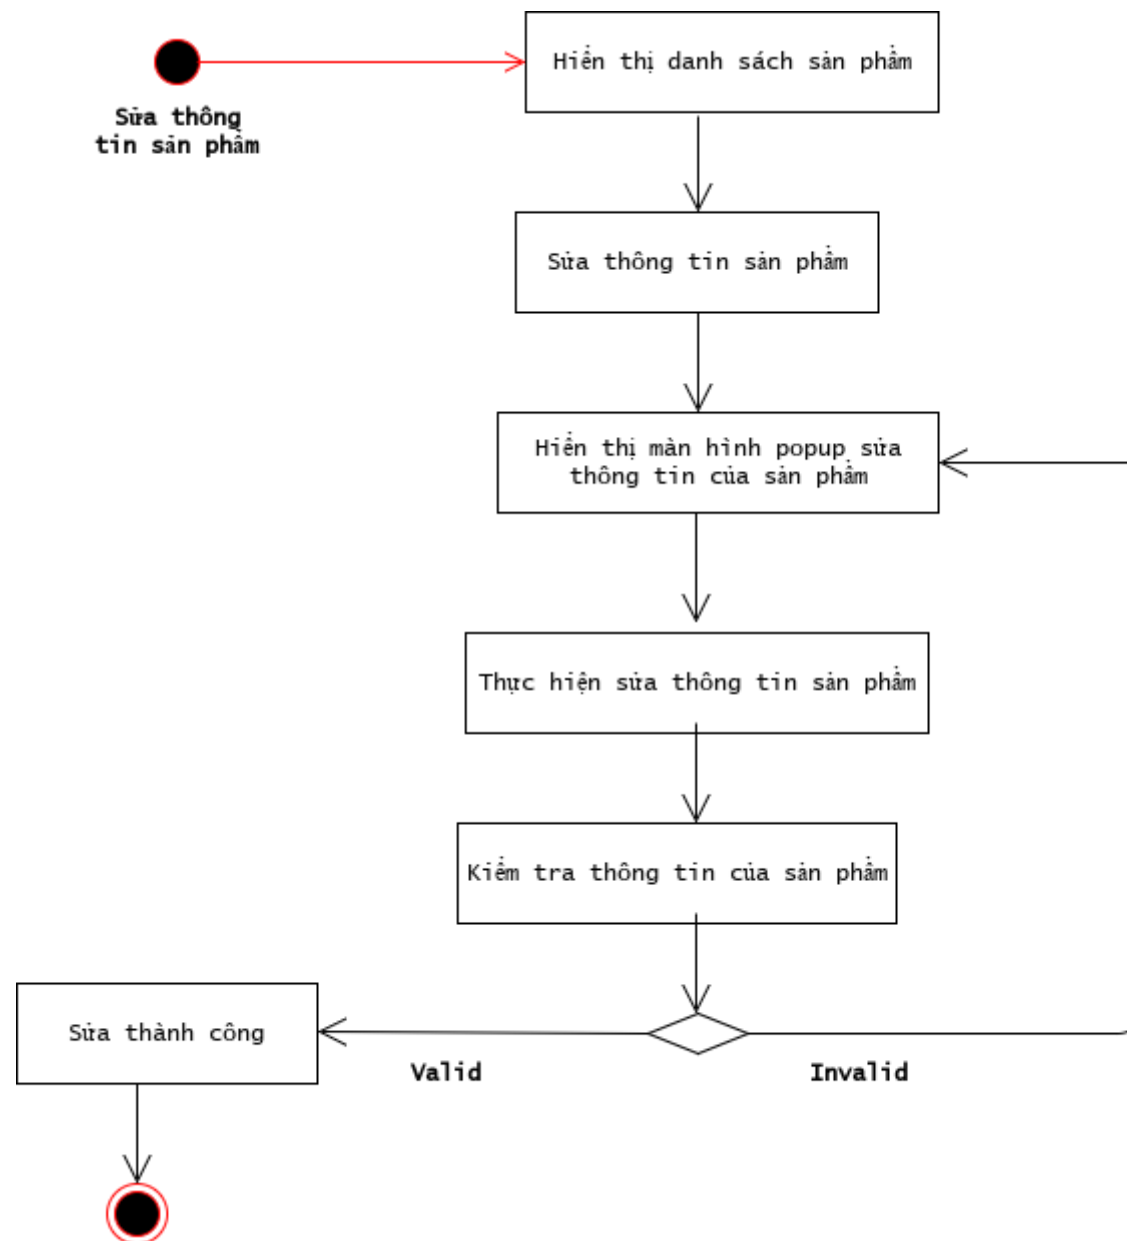 Hiển thị danh sách sản phẩm
Sửa thông
tin sản phẩm
Sửa thông tin sản phẩm
Hiển thị màn hình popup sửa
thông tin của sản phẩm
Thực hiện sửa thông tin sản phẩm
Kiểm tra thông tin của sản phẩm
Sửa thành công
Valid
Invalid